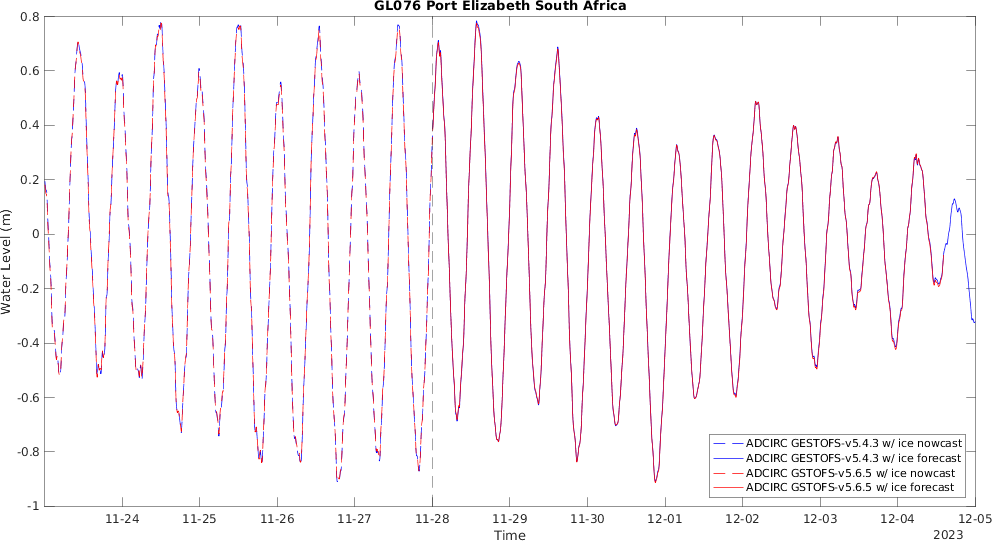 GL076 Port Elizabeth South Africa
0.8
0.6
0.4
0.2
0
-0.2
-0.4
-0.6
-0.8
-1
Water Level (m)
ADCIRC GESTOFS-v5.4.3 w/ ice nowcast
ADCIRC GESTOFS-v5.4.3 w/ ice forecast
ADCIRC GSTOFS-v5.6.5 w/ ice nowcast
ADCIRC GSTOFS-v5.6.5 w/ ice forecast
11-24 11-25 11-26 11-27 11-28 11-29 11-30 12-01 12-02 12-03 12-04 12-05
Time
2023